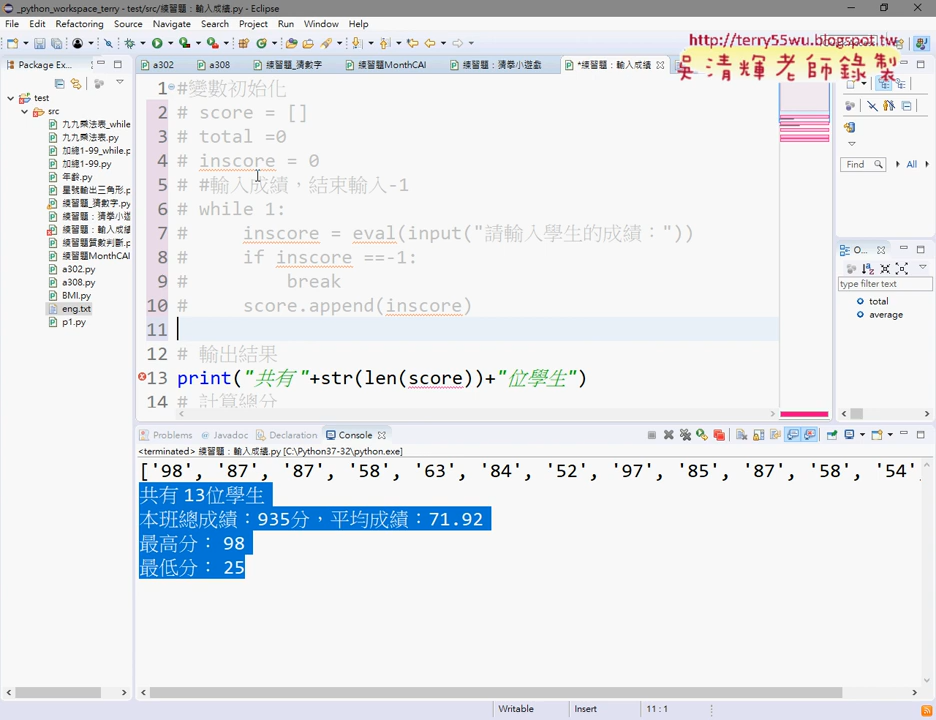 _python_workspace_terry - test/src/練習題：輸入成績.py - Eclipse
File Edit Refactoring Source Navigate Search Project Run Window Help
http://terry55wu.blogspot.tw
吳清輝老師錄製
Package Ex...
a302
a308
練習題_猜數字
練習題MonthCAI
練習題：猜學小遊戲
*練習題：輸入成績
test
src
九九乘法表_while
九九乘法表.py
加總1-99_while.p
加總1-99.py
年齡.py
星號輸出三角形.p
練習題_猜數字.py
練習題：猜學小遊
練習題：輸入成
練習題質數判斷.p
練習題MonthCAI
a302.py
a308.py
BMI.py
eng.txt
p1.py
1 #變數初始化
2 # score = []
3 # total =0
4 # inscore = 0
5 # #輸入成績，結束輸入-1
6 # while 1:
7 #     inscore = eval(input("請輸入學生的成績："))
8 #     if inscore ==-1:
9 #         break
10 #     score.append(inscore)
11
12 # 輸出結果
13 print("共有 "+str(len(score))+"位學生")
14 # 計算總分
Find All
O...
type filter text
total
average
Problems Javadoc Declaration Console
<terminated> 練習題：輸入成績.py [C:\Python37-32\python.exe]
['98', '87', '87', '58', '63', '84', '52', '97', '85', '87', '58', '54',
共有 13位學生
本班總成績：935分，平均成績：71.92
最高分： 98
最低分： 25
Writable Insert 11 : 1